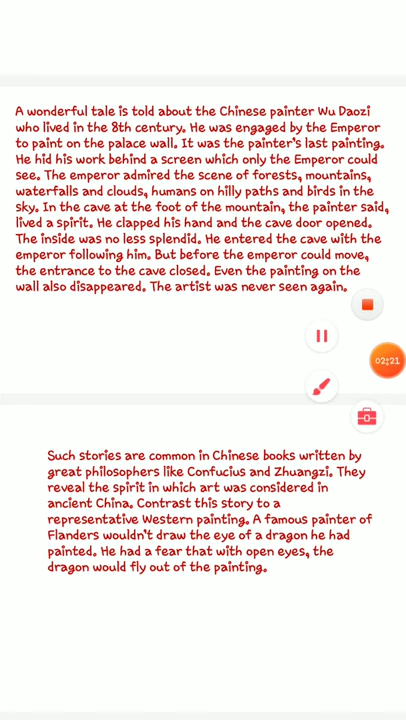 A wonderful tale is told about the Chinese painter Wu Daozi
who lived in the 8th century. He was engaged by the Emperor
to paint on the palace wall. It was the painter's last painting.
He hid his work behind a screen which only the Emperor could
see. The emperor admired the scene of forests, mountains,
waterfalls and clouds, humans on hilly paths and birds in the
sky. In the cave at the foot of the mountain, the painter said,
lived a spirit. He clapped his hand and the cave door opened.
The inside was no less splendid. He entered the cave with the
emperor following him. But before the emperor could move,
the entrance to the cave closed. Even the painting on the
wall also disappeared. The artist was never seen again.
02:21
Such stories are common in Chinese books written by
great philosophers like Confucius and Zhuangzi. They
reveal the spirit in which art was considered in
ancient China. Contrast this story to a
representative Western painting. A famous painter of
Flanders wouldn't draw the eye of a dragon he had
painted. He had a fear that with open eyes, the
dragon would fly out of the painting.